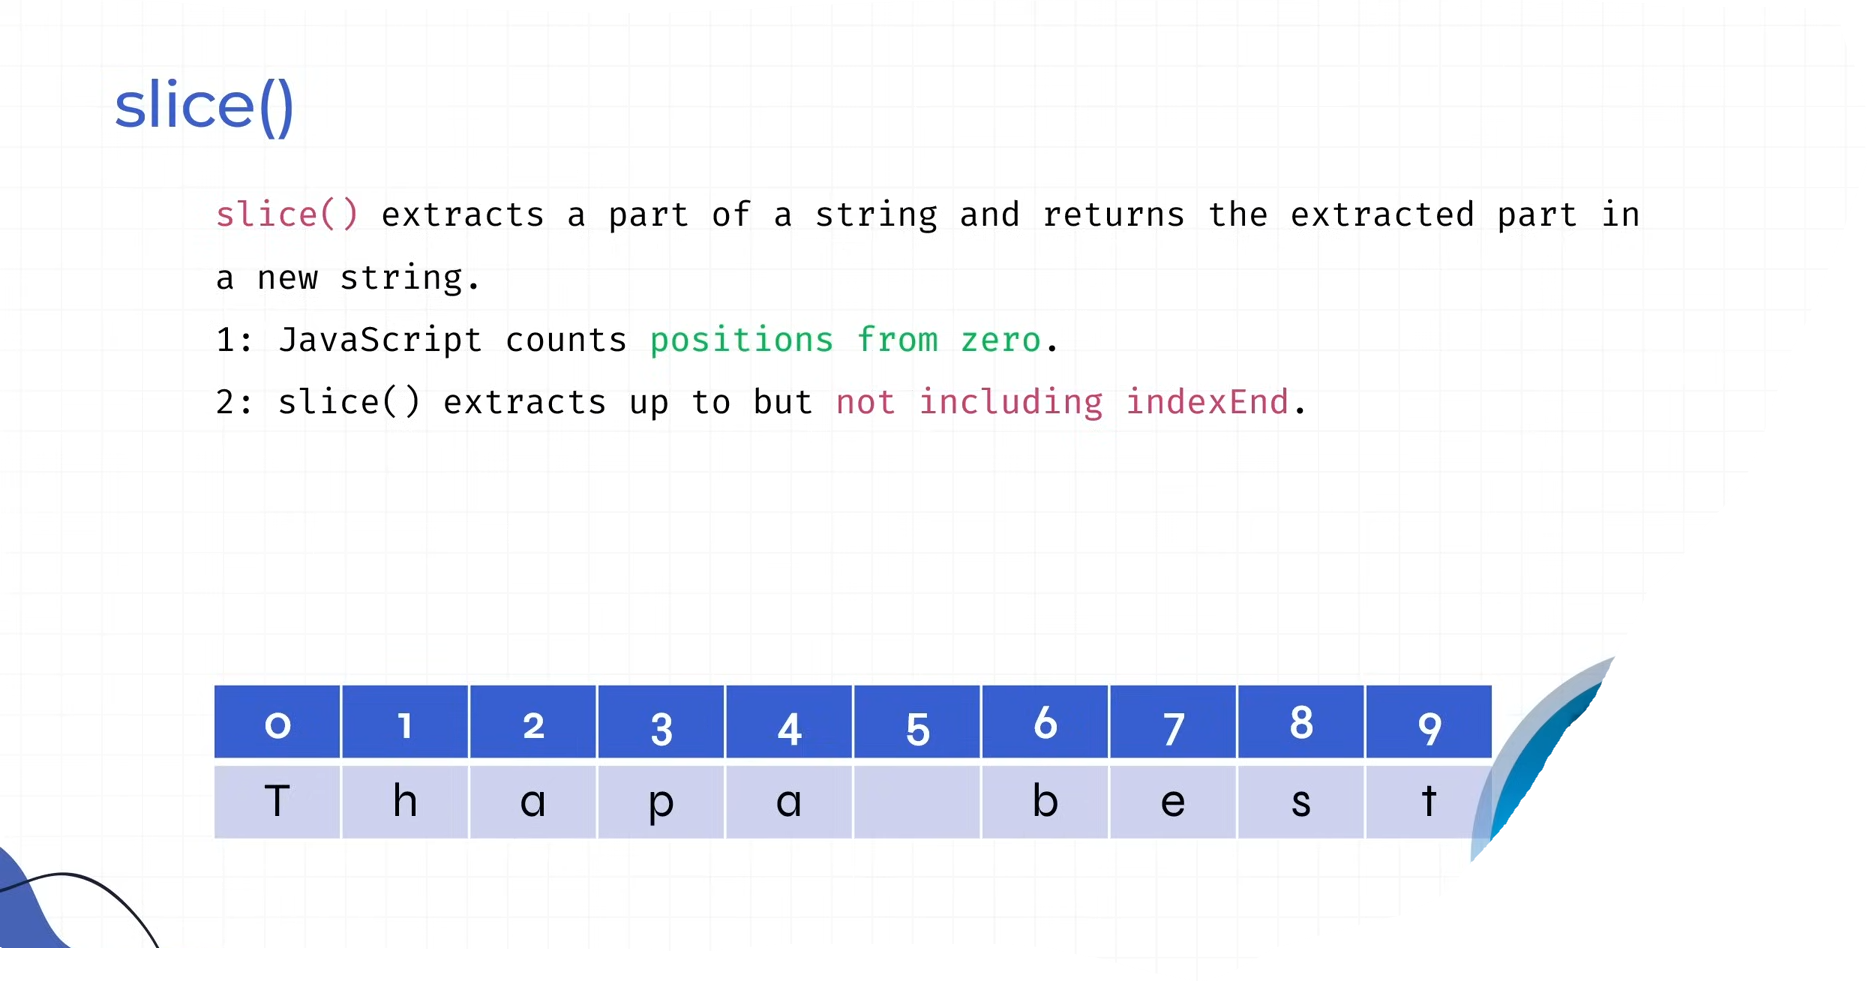 slice()
slice() extracts a part of a string and returns the extracted part in
a new string.
1: JavaScript counts positions from zero.
2: slice() extracts up to but not including indexEnd.
0 1 2 3 4 5 6 7 8 9
T h a p a b e s t